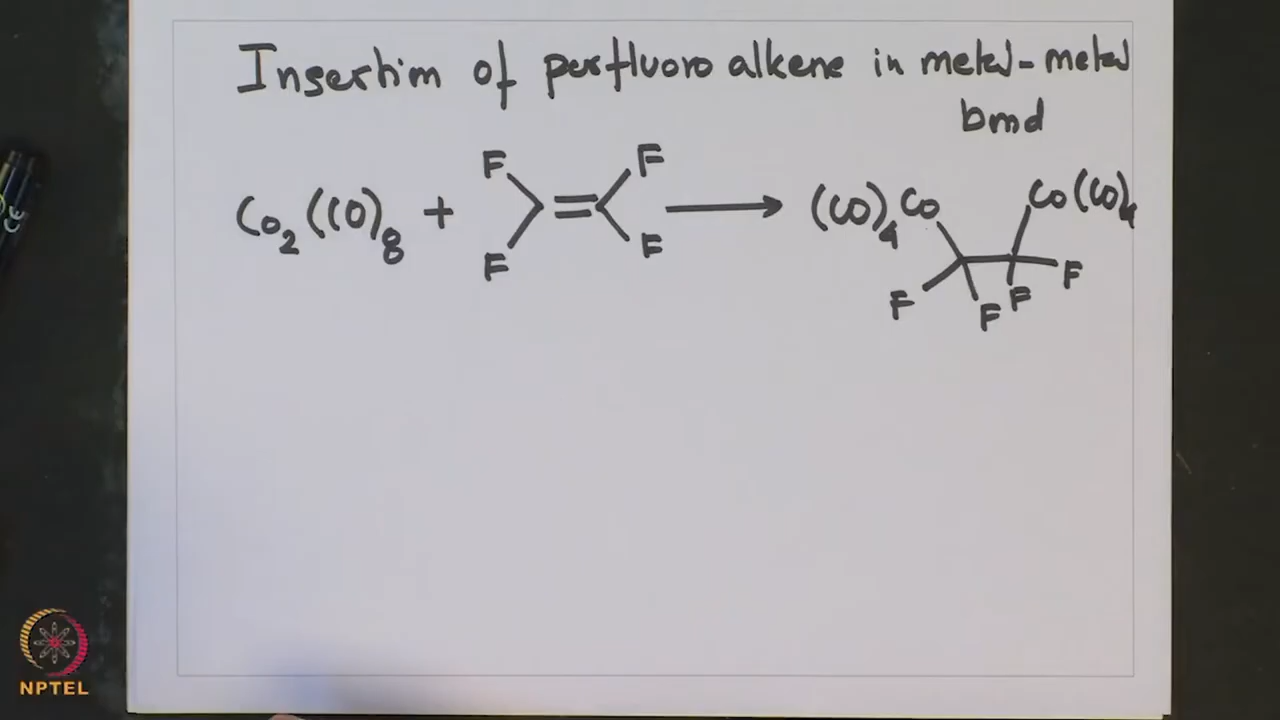 Insertion of perfluoro alkene in metal-metal
bond
Co2(CO)8 + F F F F → (CO)4Co Co(CO)4
F F F F
NPTEL